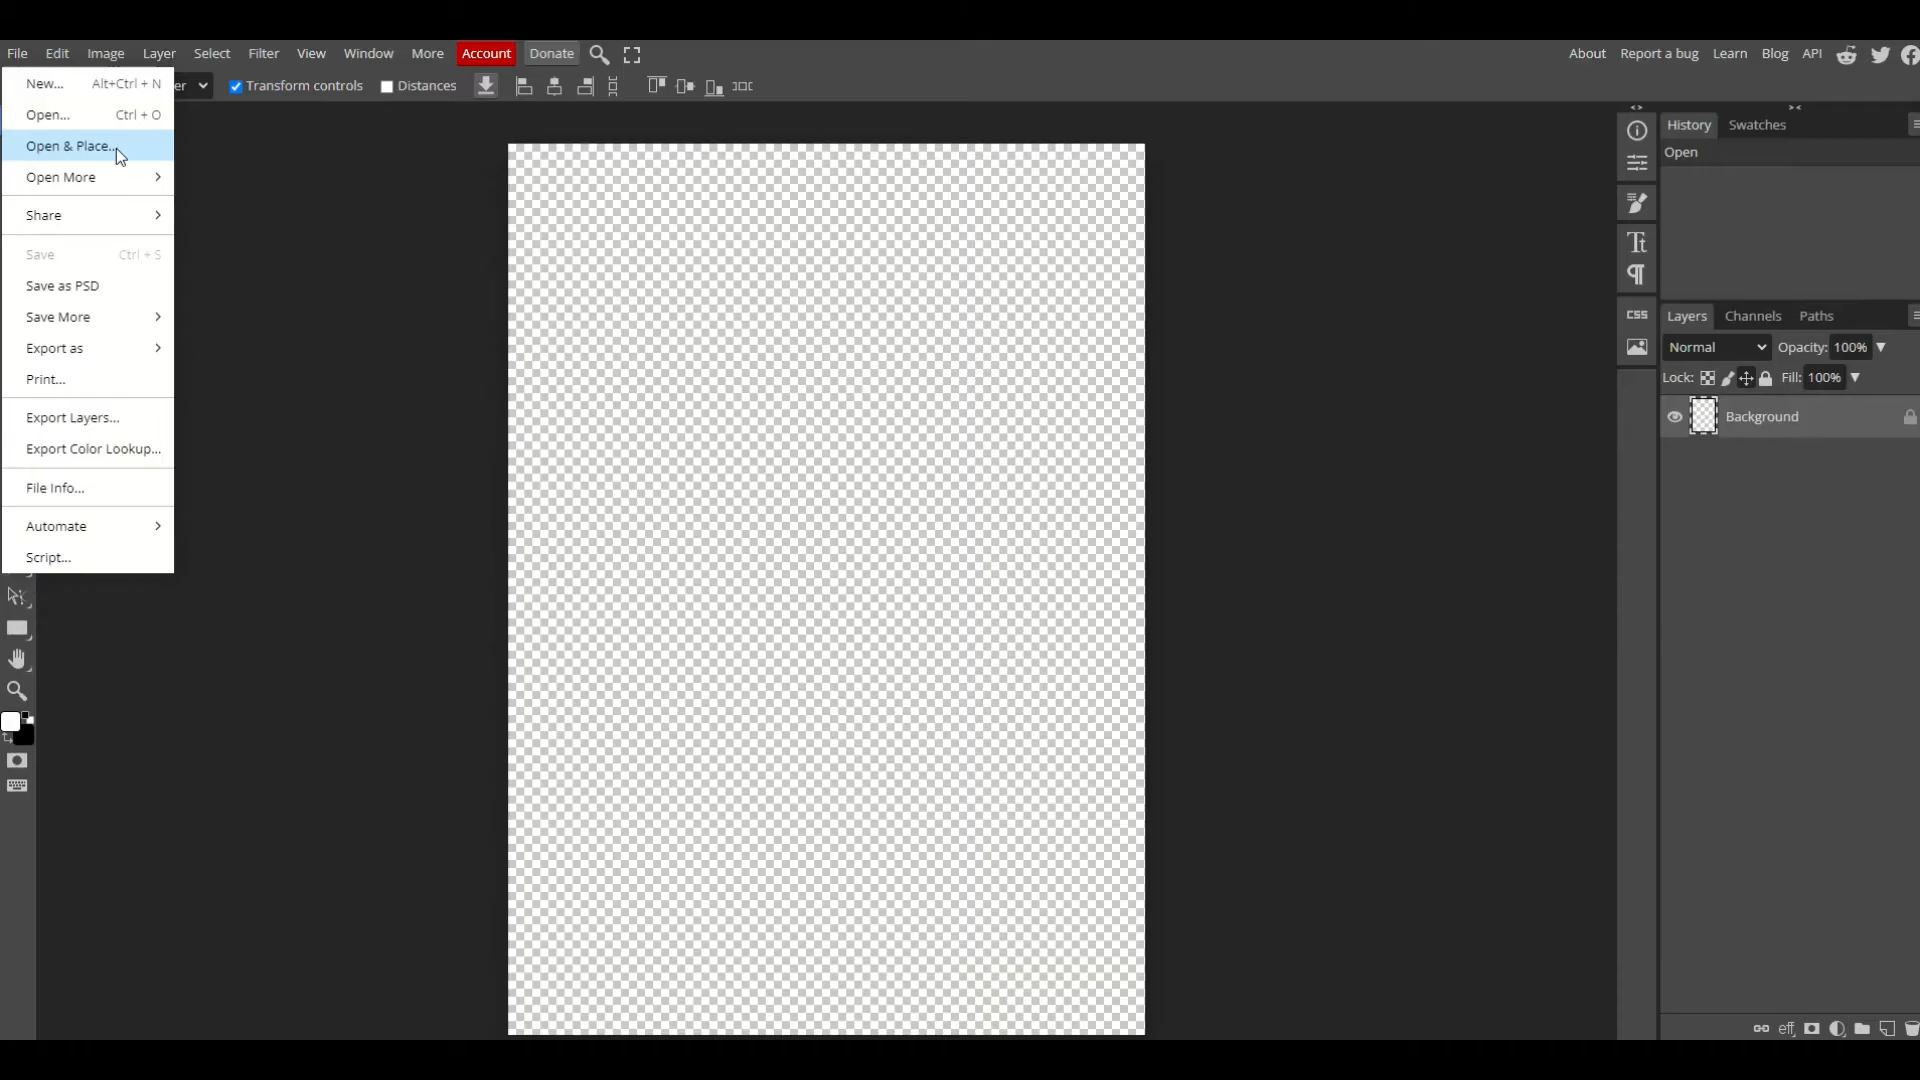 File Edit Image Layer Select Filter View Window More Account Donate About Report a bug Learn Blog API
New... Alt+Ctrl + N
er Transform controls Distances
Open... Ctrl + O
Open & Place...
Open More
Share
Save Ctrl + S
Save as PSD
Save More
Export as
Print...
Export Layers...
Export Color Lookup...
File Info...
Automate
Script...
History Swatches
Open
CSS
Layers Channels Paths
Normal Opacity: 100%
Lock: Fill: 100%
Background
eff